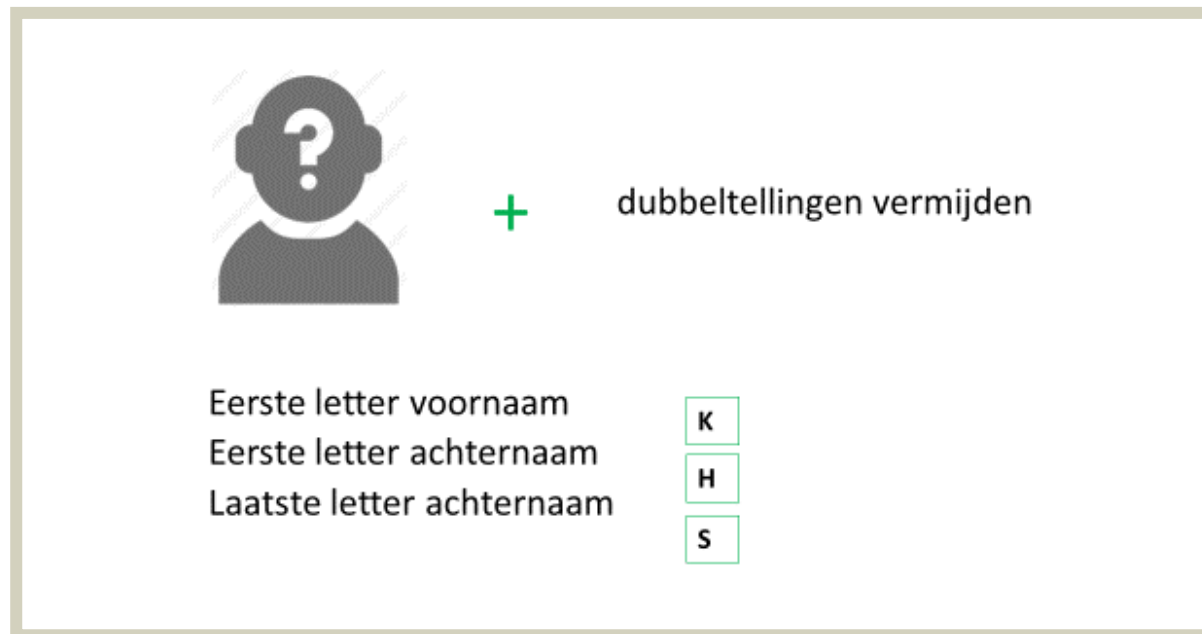 ?
+ dubbeltellingen vermijden
Eerste letter voornaam
K
Eerste letter achternaam
H
Laatste letter achternaam
S